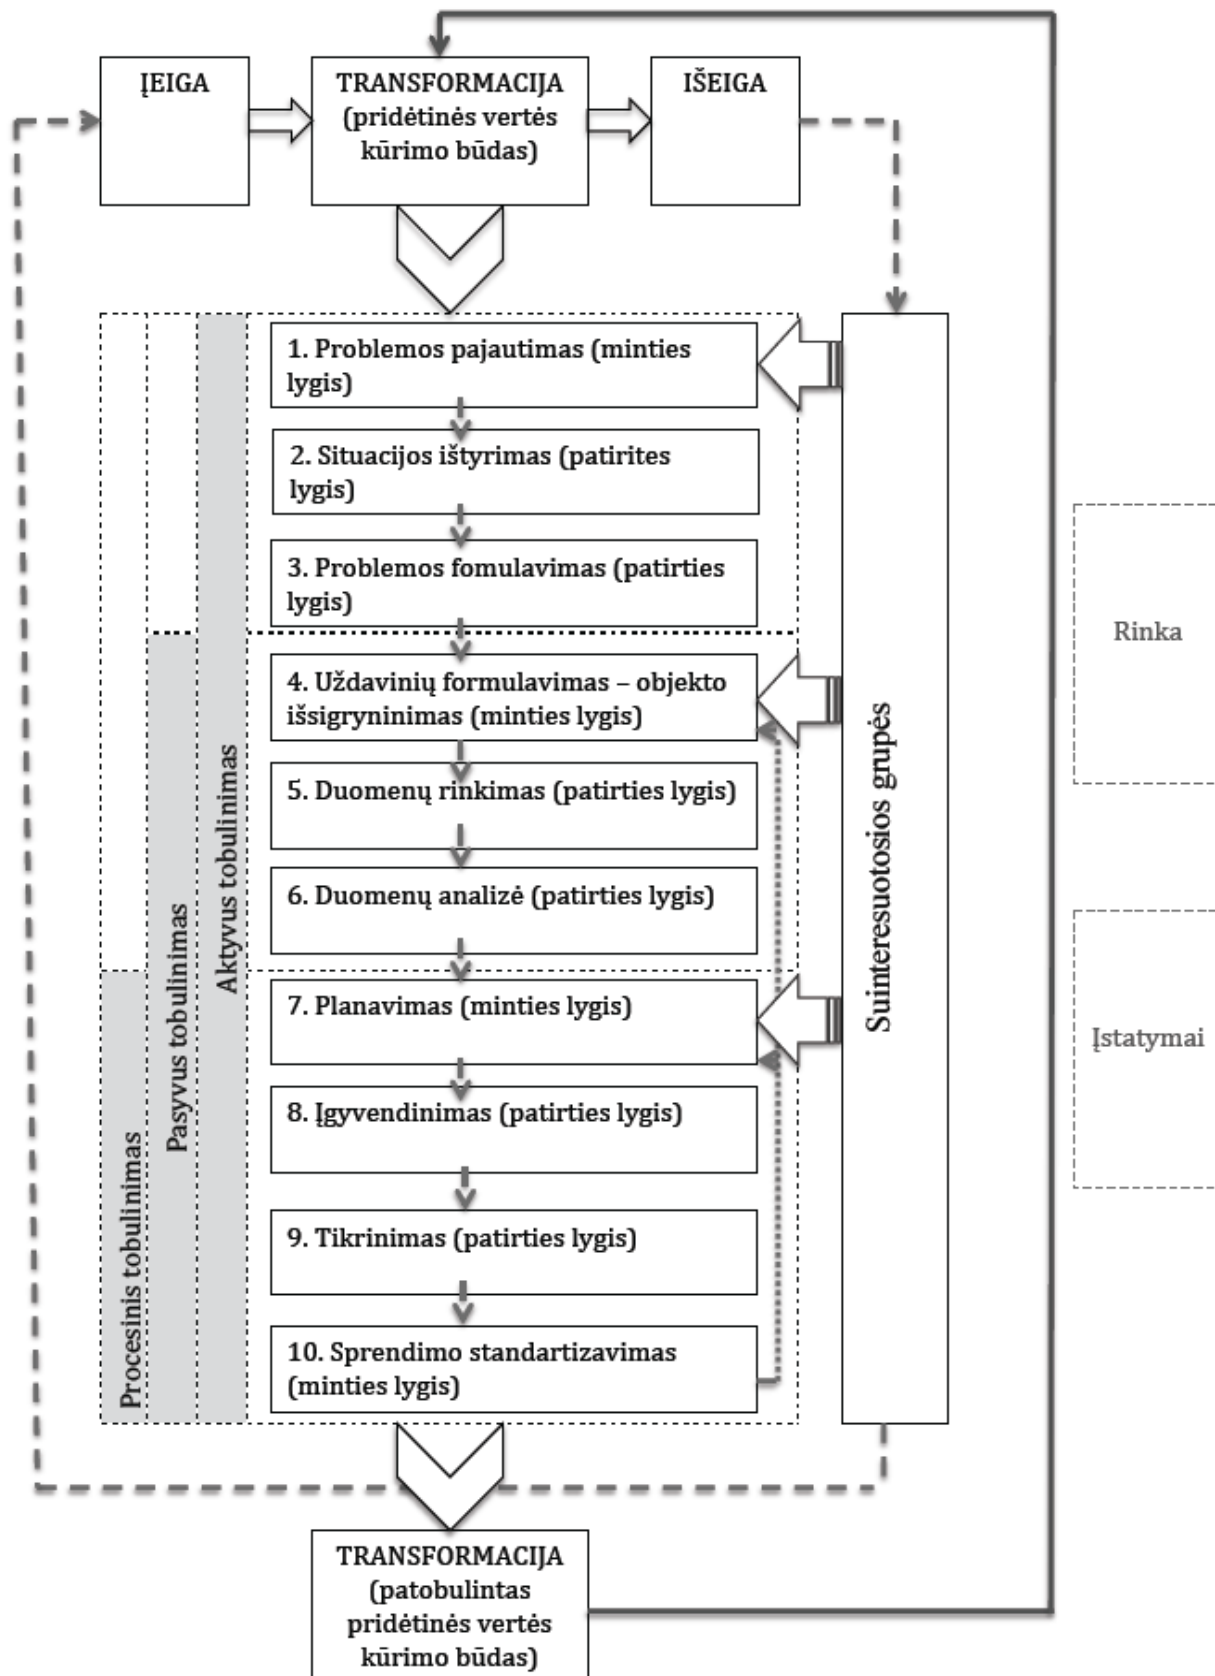 ĮEIGA
TRANSFORMACIJA
(pridėtinės vertės
kūrimo būdas)
IŠEIGA
1. Problemos pajautimas (minties
lygis)
2. Situacijos ištyrimas (patirites
lygis)
3. Problemos fomulavimas (patirties
lygis)
4. Uždavinių formulavimas – objekto
išsigryninimas (minties lygis)
5. Duomenų rinkimas (patirties lygis)
6. Duomenų analizė (patirties lygis)
7. Planavimas (minties lygis)
8. Įgyvendinimas (patirties lygis)
9. Tikrinimas (patirties lygis)
10. Sprendimo standartizavimas
(minties lygis)
Procesinis tobulinimas
Pasyvus tobulinimas
Aktyvus tobulinimas
Suinteresuotosios grupės
Rinka
Įstatymai
TRANSFORMACIJA
(patobulintas
pridėtinės vertės
kūrimo būdas)